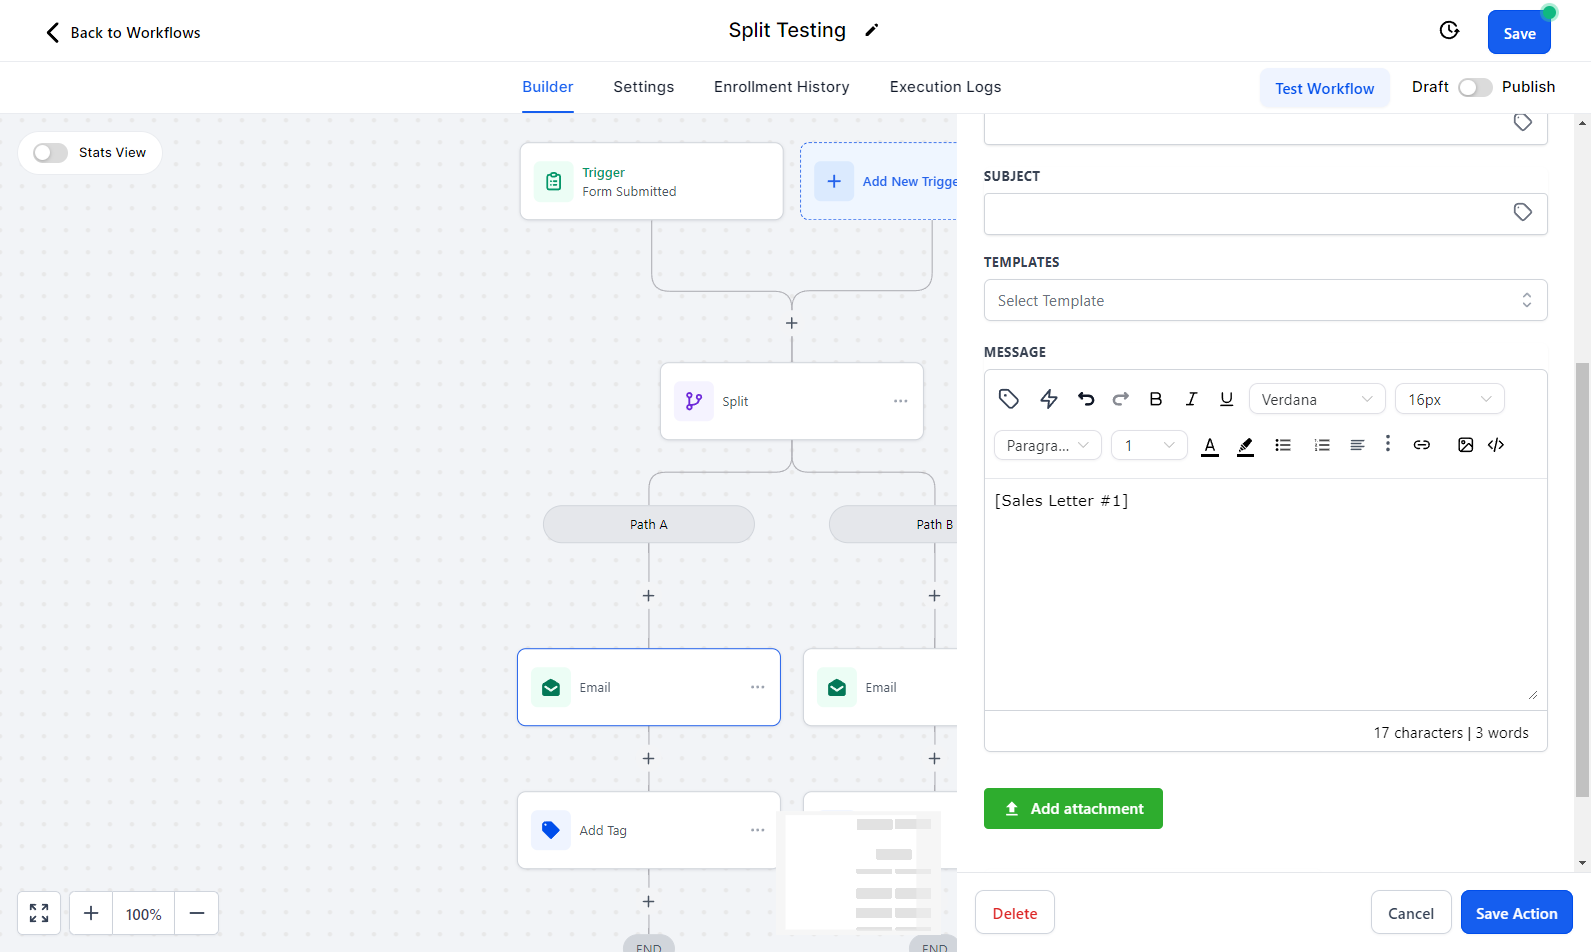 Back to Workflows
Split Testing
Save
Builder
Settings
Enrollment History
Execution Logs
Test Workflow
Draft
Publish
Stats View
Trigger
Form Submitted
Add New Trigge
Split
Path A
Path B
Email
Email
Add Tag
END
END
100%
SUBJECT
TEMPLATES
Select Template
MESSAGE
Verdana
16px
Paragra...
1
[Sales Letter #1]
17 characters | 3 words
Add attachment
Delete
Cancel
Save Action